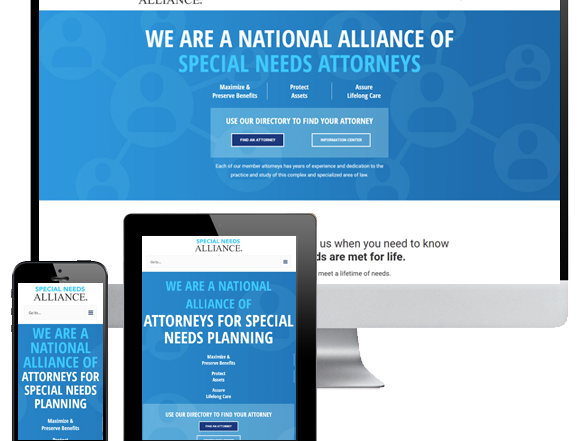 ALLIANCE.
WE ARE A NATIONAL ALLIANCE OF
SPECIAL NEEDS ATTORNEYS
Maximize &
Preserve Benefits
Protect
Assets
Assure
Lifelong Care
USE OUR DIRECTORY TO FIND YOUR ATTORNEY
FIND AN ATTORNEY
INFORMATION CENTER
Each of our member attorneys has years of experience and dedication to the
practice and study of this complex and specialized area of law.
us when you need to know
ds are met for life.
meet a lifetime of needs.
SPECIAL NEEDS
ALLIANCE.
Go to...
WE ARE A NATIONAL
ALLIANCE OF
ATTORNEYS FOR SPECIAL
NEEDS PLANNING
Maximize &
Preserve Benefits
Protect
Assets
Assure
Lifelong Care
USE OUR DIRECTORY TO FIND YOUR ATTORNEY
FIND AN ATTORNEY
SPECIAL NEEDS
ALLIANCE.
Go to...
WE ARE A
NATIONAL
ALLIANCE OF
ATTORNEYS FOR
SPECIAL NEEDS
PLANNING
Maximize &
Preserve Benefits
Protect